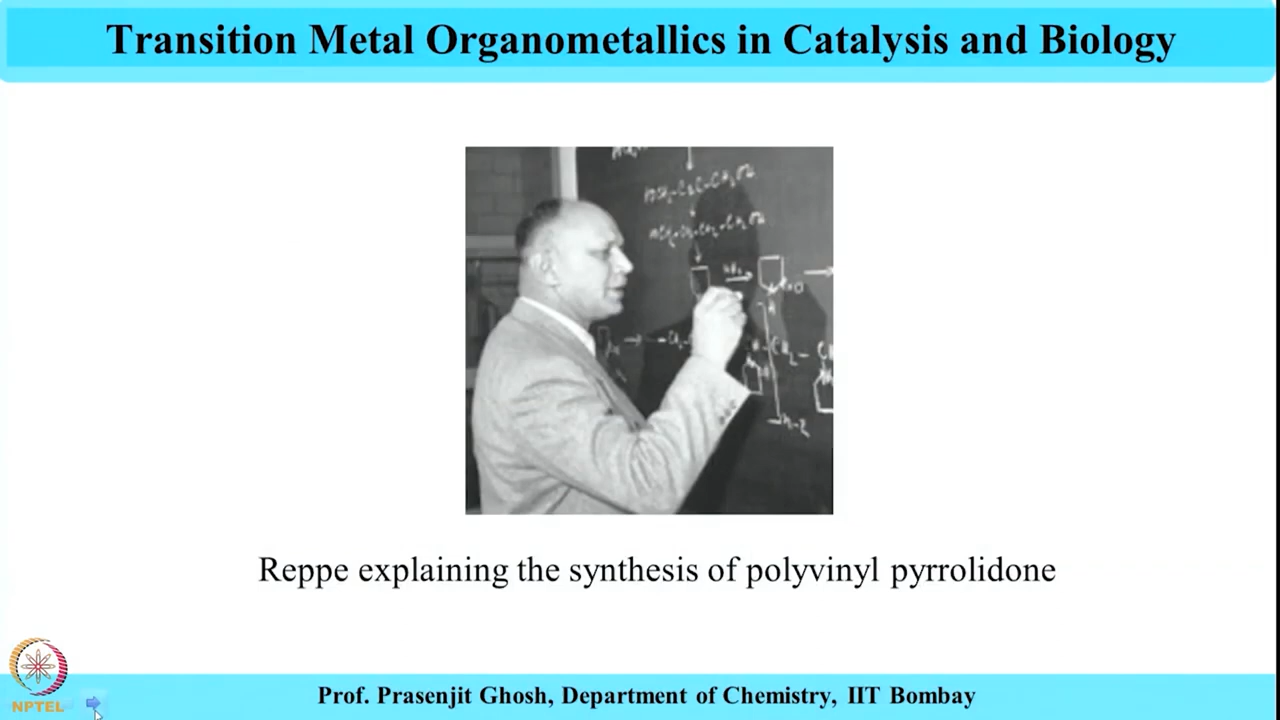 Transition Metal Organometallics in Catalysis and Biology
Reppe explaining the synthesis of polyvinyl pyrrolidone
NPTEL
Prof. Prasenjit Ghosh, Department of Chemistry, IIT Bombay